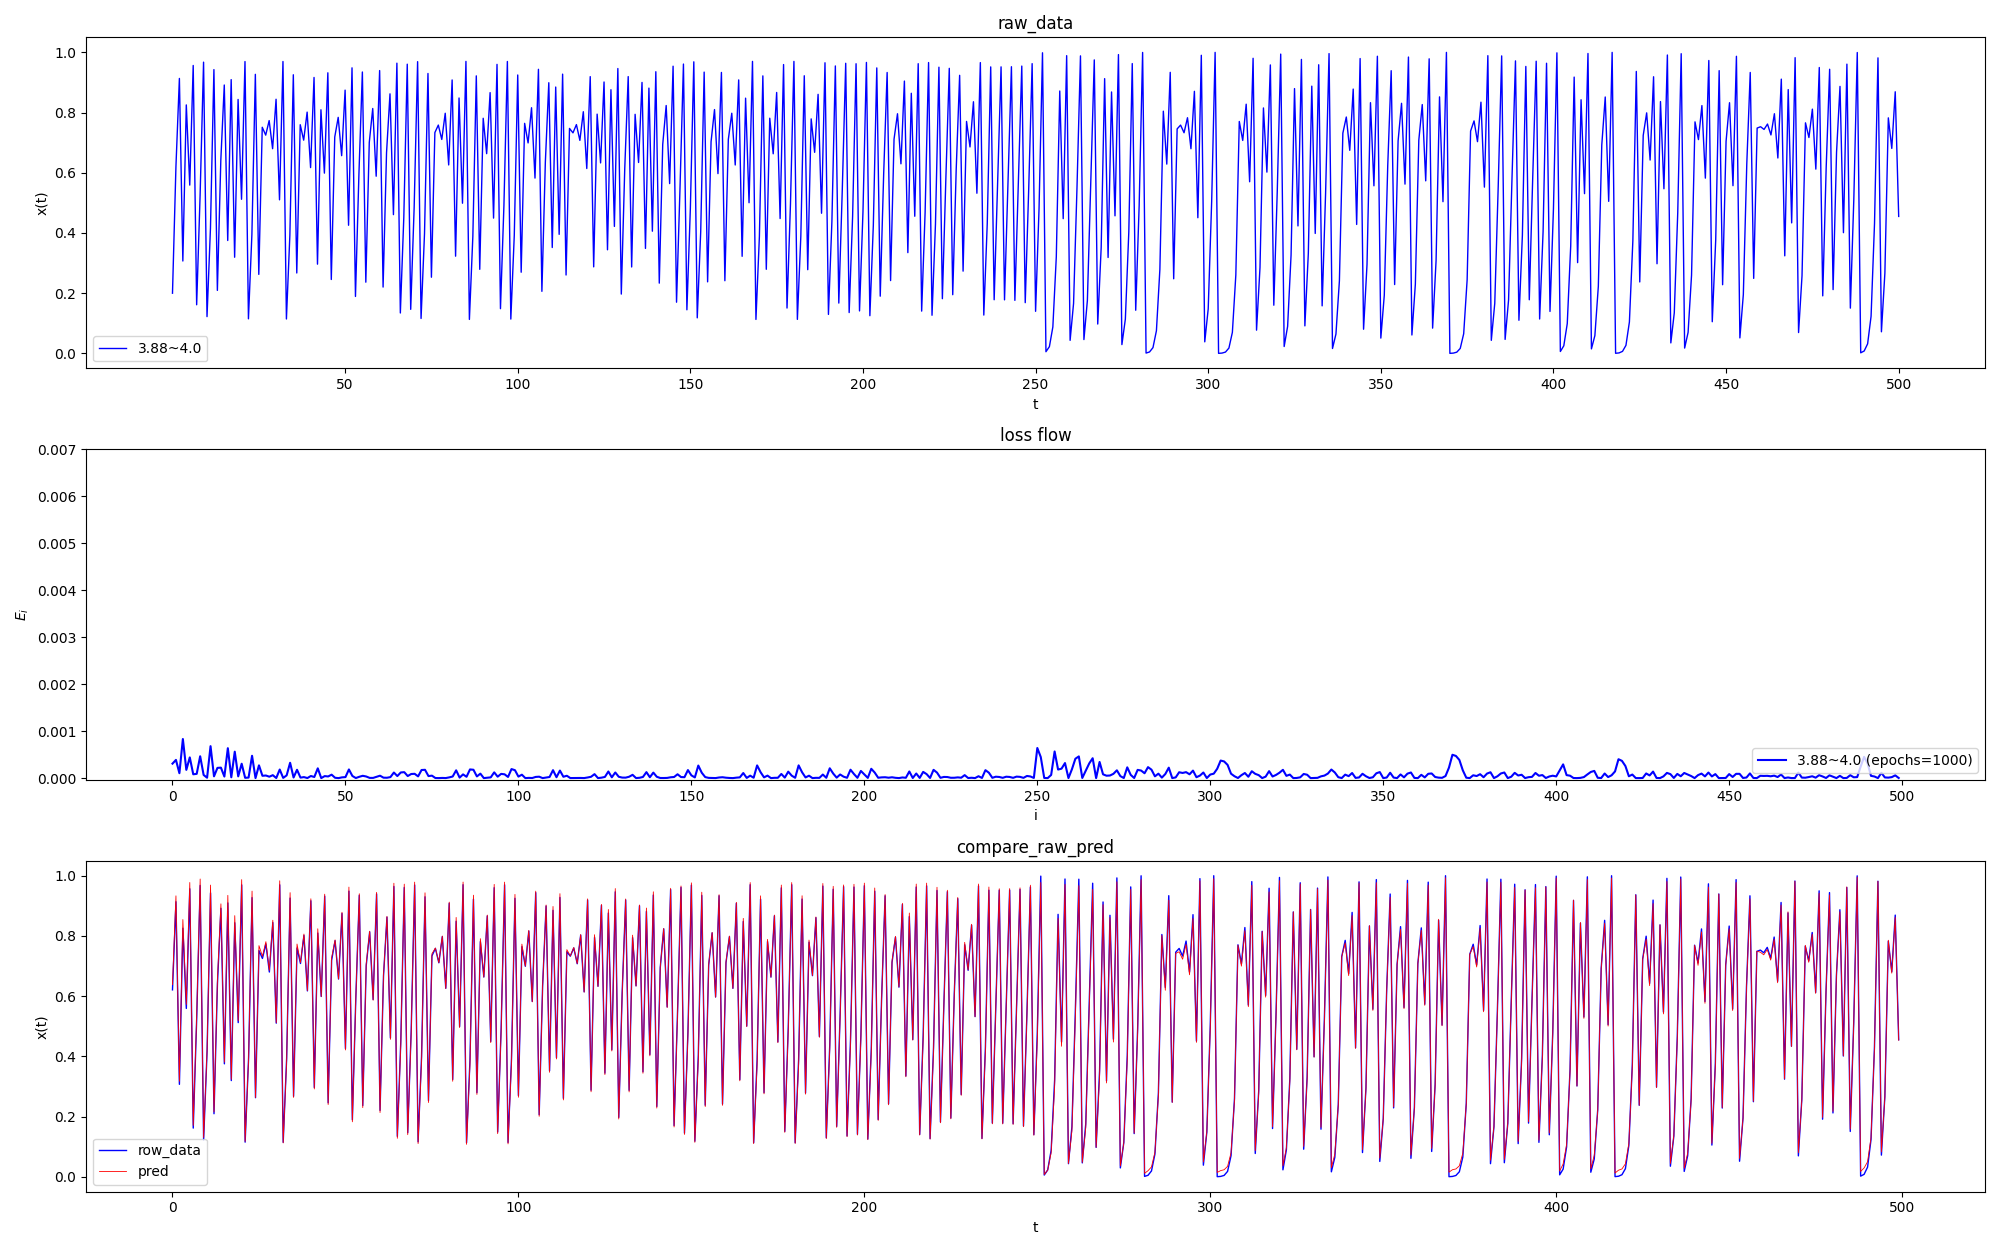 raw_data
1.0
0.8
0.6
0.4
0.2
0.0
x(t)
3.88~4.0
50 100 150 200 250 300 350 400 450 500
t
loss flow
0.007
0.006
0.005
0.004
0.003
0.002
0.001
0.000
E_i
3.88~4.0 (epochs=1000)
0 50 100 150 200 250 300 350 400 450 500
i
compare_raw_pred
1.0
0.8
0.6
0.4
0.2
0.0
x(t)
row_data
pred
0 100 200 300 400 500
t